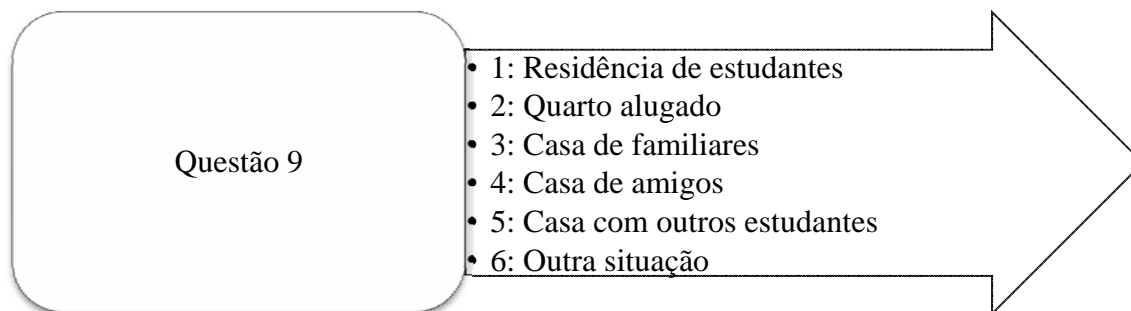 Questão 9
• 1: Residência de estudantes
• 2: Quarto alugado
• 3: Casa de familiares
• 4: Casa de amigos
• 5: Casa com outros estudantes
• 6: Outra situação